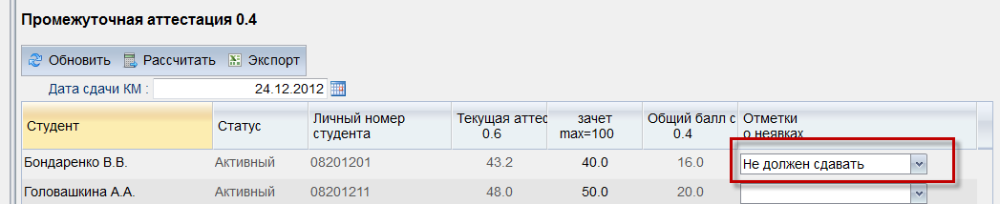 Промежуточная аттестация 0.4
Обновить Рассчитать Экспорт
Дата сдачи КМ : 24.12.2012
Студент Статус Личный номер студента Текущая аттес 0.6 зачет max=100 Общий балл с 0.4 Отметки о неявках
Бондаренко В.В. Активный 08201201 43.2 40.0 16.0 Не должен сдавать
Головашкина А.А. Активный 08201211 48.0 50.0 20.0